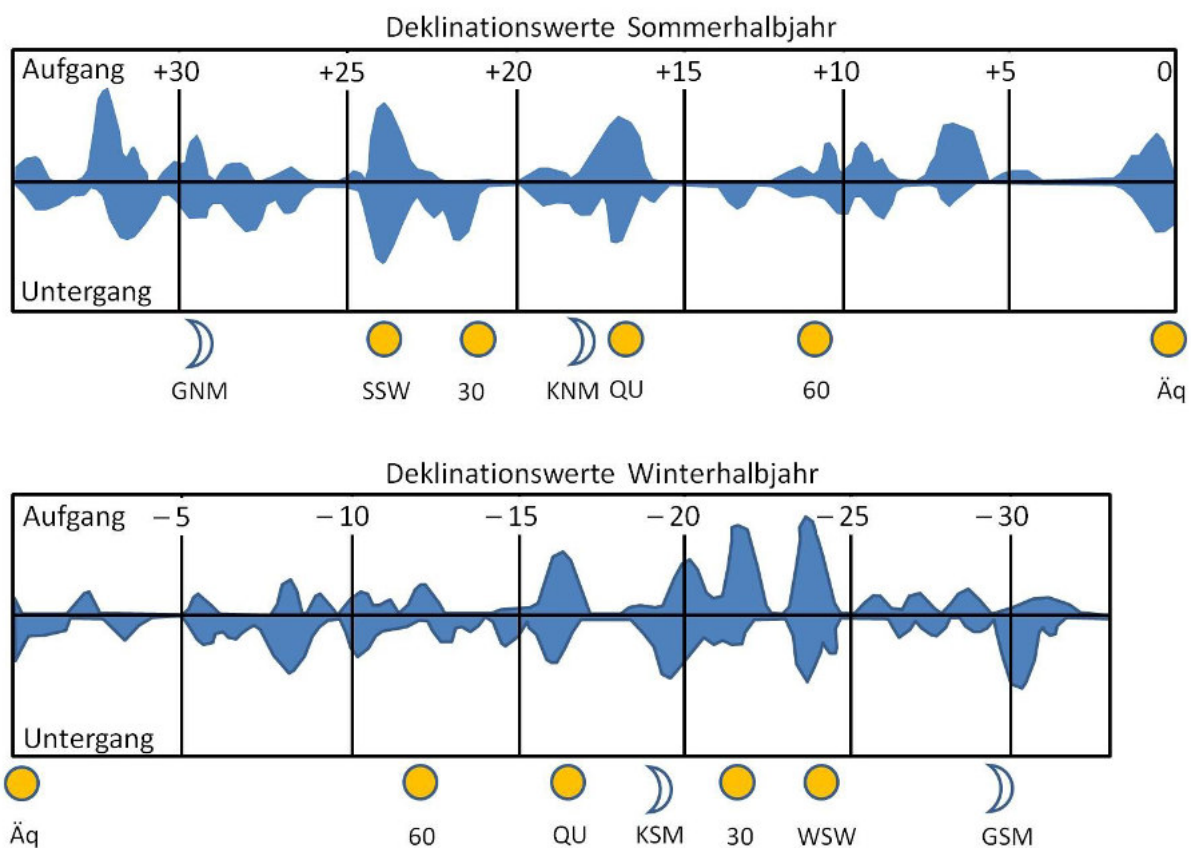 Deklinationswerte Sommerhalbjahr
Aufgang +30 +25 +20 +15 +10 +5 0
Untergang
GNM SSW 30 KNM QU 60 Äq
Deklinationswerte Winterhalbjahr
Aufgang −5 −10 −15 −20 −25 −30
Untergang
Äq 60 QU KSM 30 WSW GSM